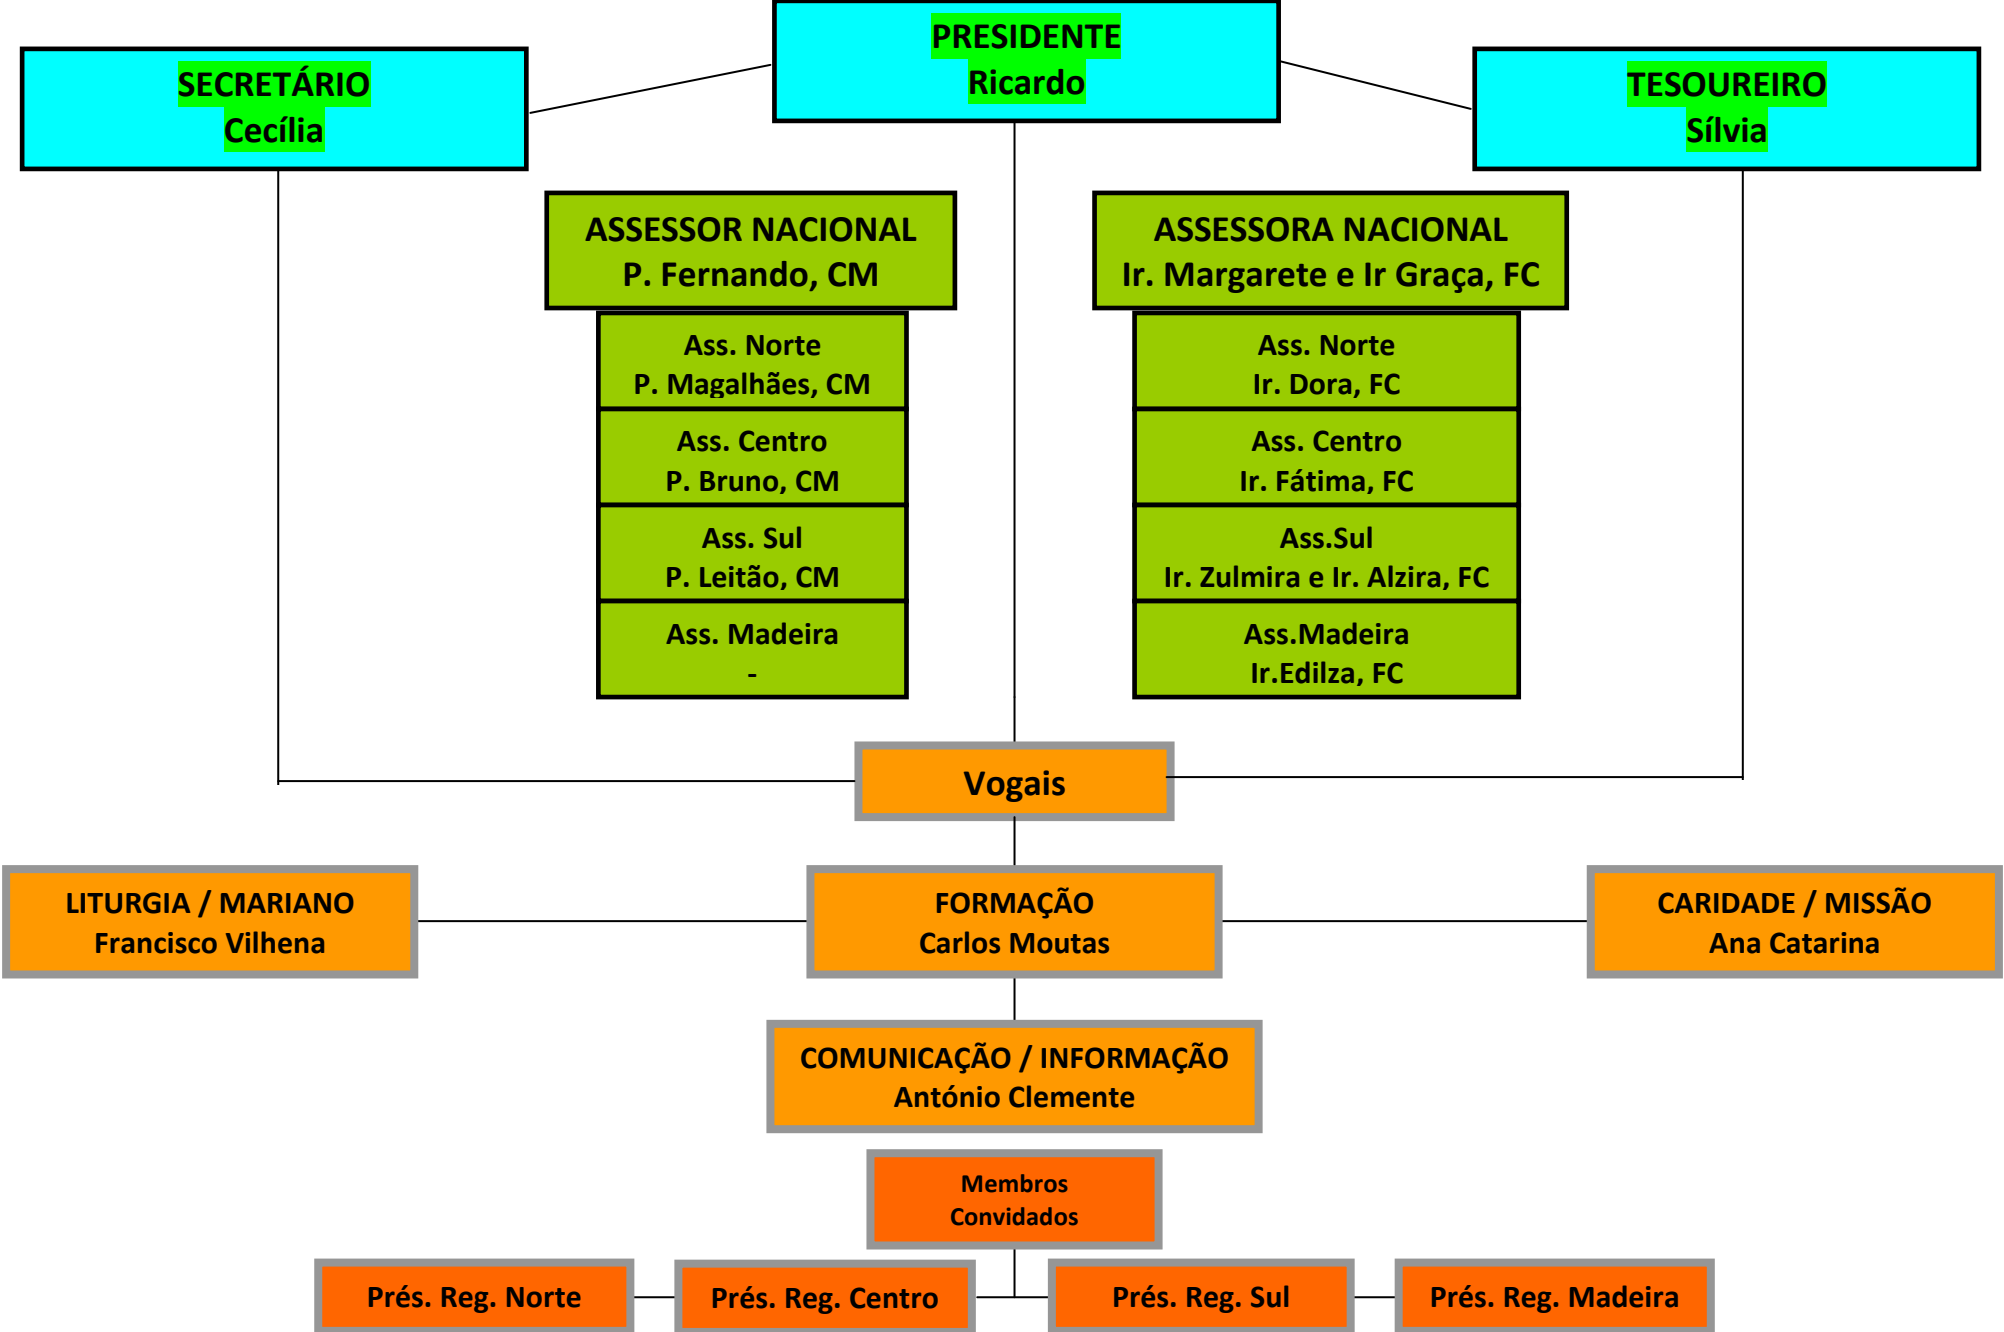 PRESIDENTE
Ricardo
SECRETÁRIO
Cecília
TESOUREIRO
Sílvia
ASSESSOR NACIONAL
P. Fernando, CM
Ass. Norte
P. Magalhães, CM
Ass. Centro
P. Bruno, CM
Ass. Sul
P. Leitão, CM
Ass. Madeira
-
ASSESSORA NACIONAL
Ir. Margarete e Ir Graça, FC
Ass. Norte
Ir. Dora, FC
Ass. Centro
Ir. Fátima, FC
Ass.Sul
Ir. Zulmira e Ir. Alzira, FC
Ass.Madeira
Ir.Edilza, FC
Vogais
LITURGIA / MARIANO
Francisco Vilhena
FORMAÇÃO
Carlos Moutas
CARIDADE / MISSÃO
Ana Catarina
COMUNICAÇÃO / INFORMAÇÃO
António Clemente
Membros
Convidados
Prés. Reg. Norte
Prés. Reg. Centro
Prés. Reg. Sul
Prés. Reg. Madeira